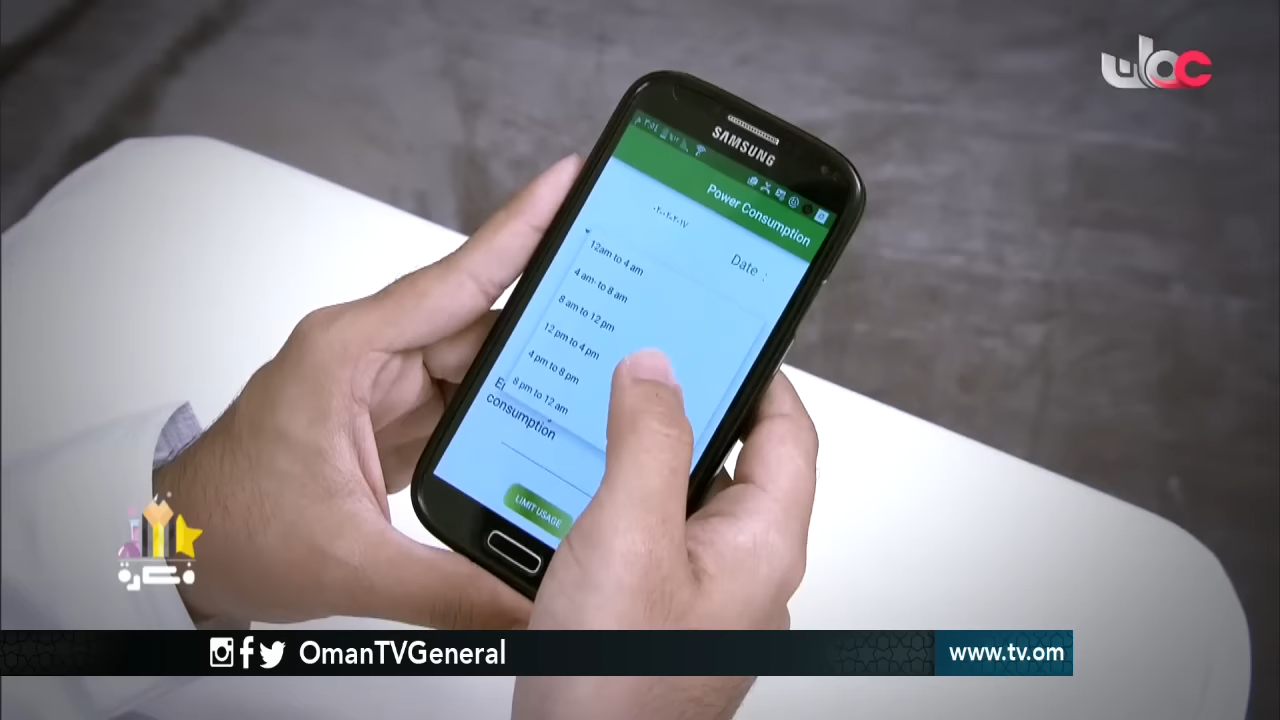 عمان
SAMSUNG
Power Consumption
Date :
12am to 4 am
4 am- to 8 am
8 am to 12 pm
12 pm to 4 pm
4 pm to 8 pm
8 pm to 12 am
consumption
LIMIT USAGE
فكرة
OmanTVGeneral
www.tv.om